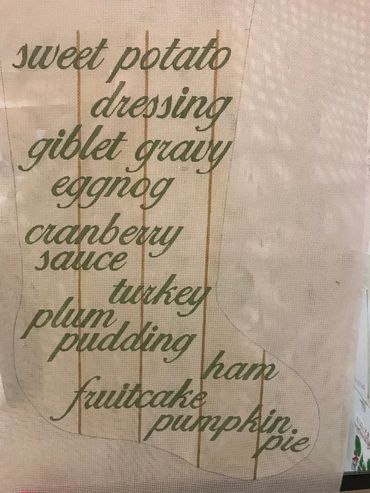 sweet potato
dressing
giblet gravy
eggnog
cranberry
sauce
turkey
plum
pudding
ham
fruitcake
pumpkin
pie